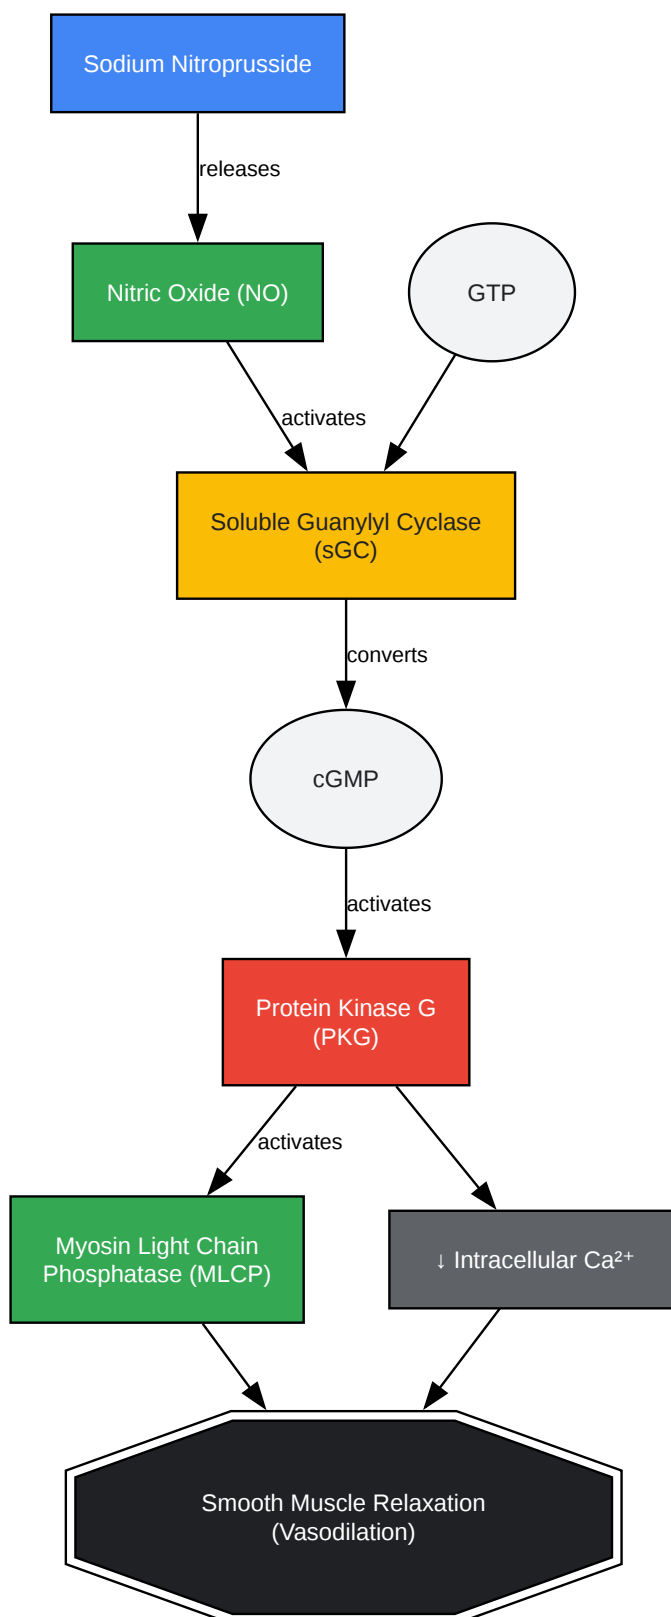 Sodium Nitroprusside
releases
Nitric Oxide (NO)
GTP
activates
Soluble Guanylyl Cyclase
(sGC)
converts
cGMP
activates
Protein Kinase G
(PKG)
activates
Myosin Light Chain
Phosphatase (MLCP)
↓ Intracellular Ca²⁺
Smooth Muscle Relaxation
(Vasodilation)